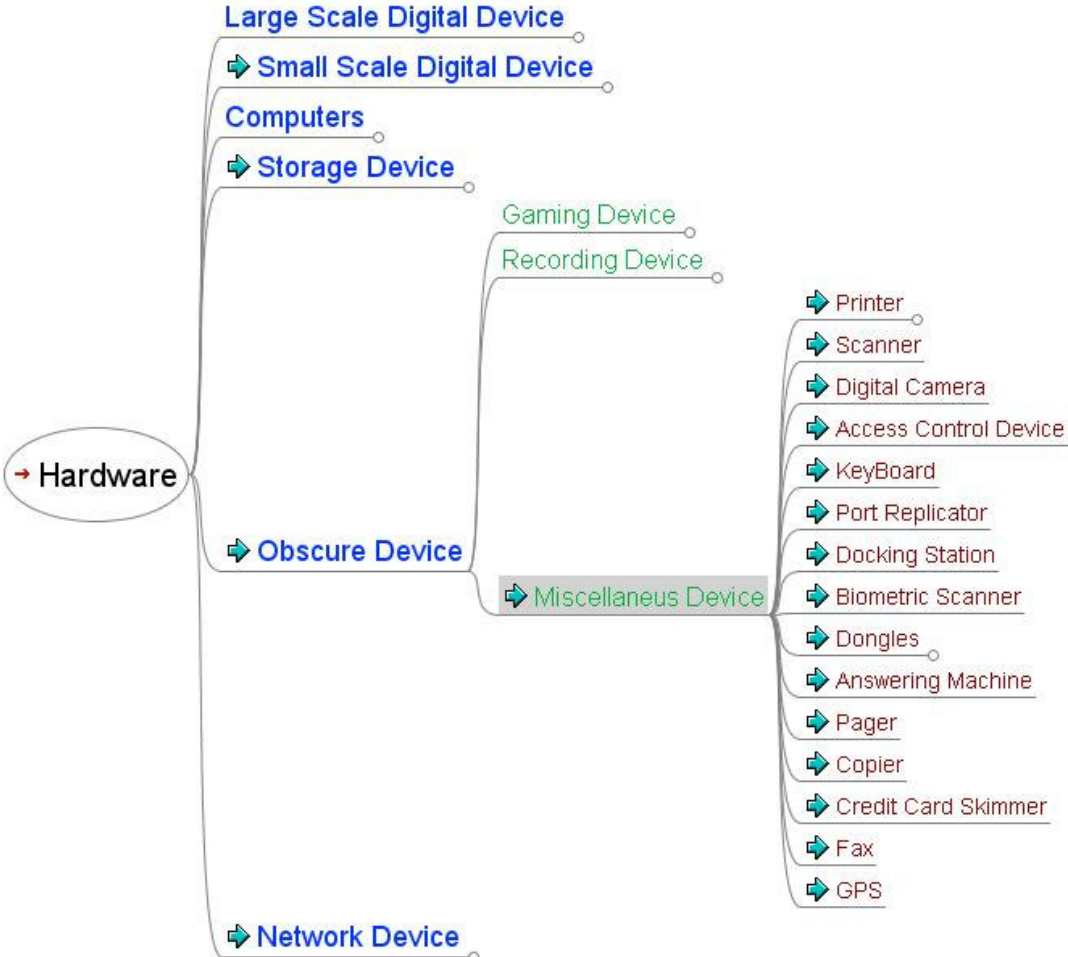 Large Scale Digital Device
Small Scale Digital Device
Computers
Storage Device
Gaming Device
Recording Device
Printer
Scanner
Digital Camera
Access Control Device
Hardware
KeyBoard
Port Replicator
Obscure Device
Docking Station
Miscellaneus Device
Biometric Scanner
Dongles
Answering Machine
Pager
Copier
Credit Card Skimmer
Fax
GPS
Network Device